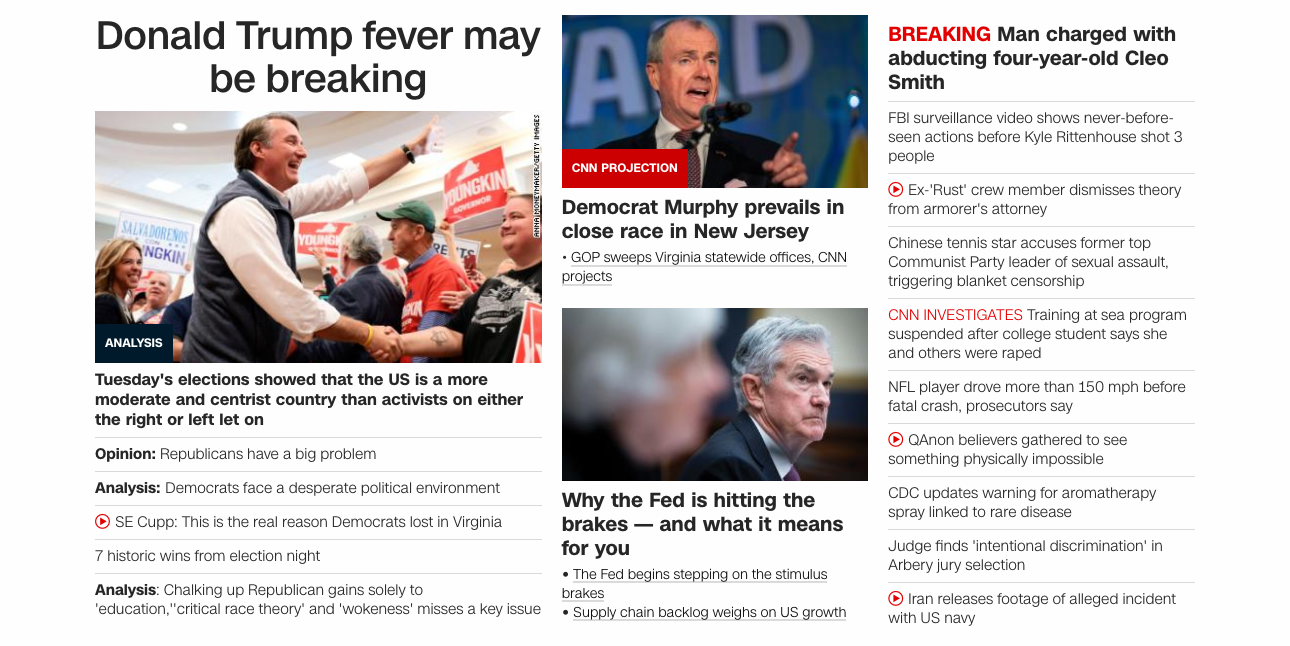 Donald Trump fever may
be breaking
ANNA MONEYMAKER/GETTY IMAGES
SALVADOREÑOS
CON
YOUNGKIN
GOVERNOR
ANALYSIS
Tuesday's elections showed that the US is a more
moderate and centrist country than activists on either
the right or left let on
Opinion: Republicans have a big problem
Analysis: Democrats face a desperate political environment
SE Cupp: This is the real reason Democrats lost in Virginia
7 historic wins from election night
Analysis: Chalking up Republican gains solely to
'education,''critical race theory' and 'wokeness' misses a key issue
CNN PROJECTION
Democrat Murphy prevails in
close race in New Jersey
• GOP sweeps Virginia statewide offices, CNN
projects
Why the Fed is hitting the
brakes — and what it means
for you
• The Fed begins stepping on the stimulus
brakes
• Supply chain backlog weighs on US growth
BREAKING Man charged with
abducting four-year-old Cleo
Smith
FBI surveillance video shows never-before-
seen actions before Kyle Rittenhouse shot 3
people
Ex-'Rust' crew member dismisses theory
from armorer's attorney
Chinese tennis star accuses former top
Communist Party leader of sexual assault,
triggering blanket censorship
CNN INVESTIGATES Training at sea program
suspended after college student says she
and others were raped
NFL player drove more than 150 mph before
fatal crash, prosecutors say
QAnon believers gathered to see
something physically impossible
CDC updates warning for aromatherapy
spray linked to rare disease
Judge finds 'intentional discrimination' in
Arbery jury selection
Iran releases footage of alleged incident
with US navy